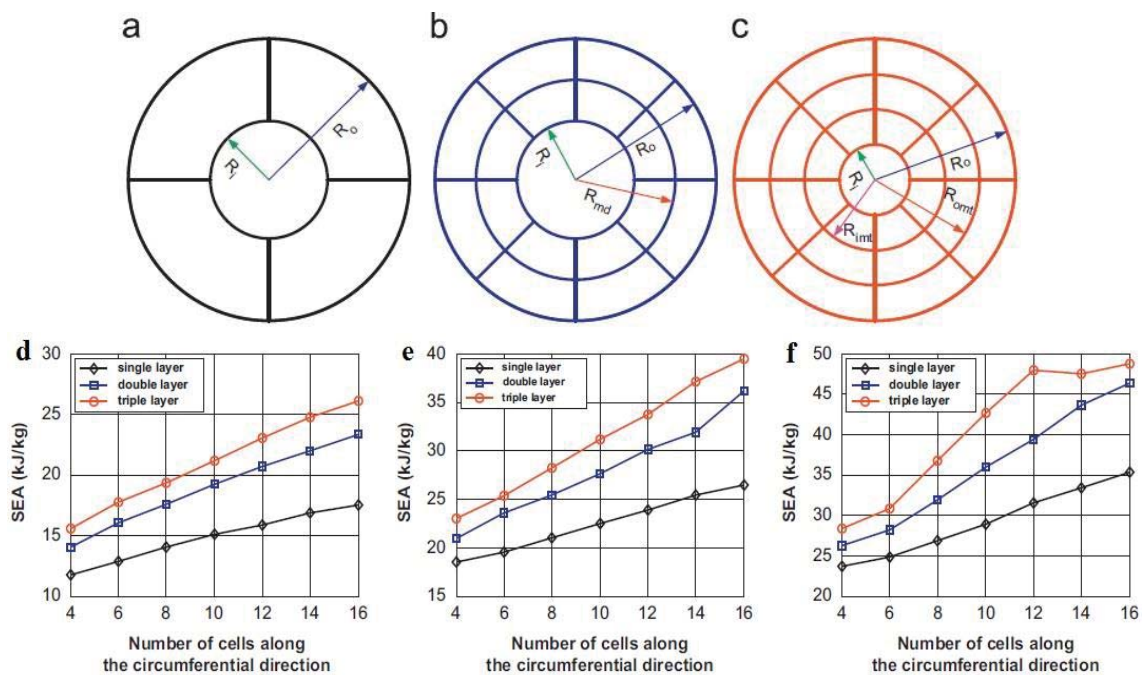 a
b
c
Ro
Ri
Ro
Rmd
Ro
Romt
Rimt
d
30
25
20
15
10
SEA (kJ/kg)
single layer
double layer
triple layer
4 6 8 10 12 14 16
Number of cells along
the circumferential direction
e
40
35
30
25
20
15
SEA (kJ/kg)
single layer
double layer
triple layer
4 6 8 10 12 14 16
Number of cells along
the circumferential direction
f
50
45
40
35
30
25
20
SEA (kJ/kg)
single layer
double layer
triple layer
4 6 8 10 12 14 16
Number of cells along
the circumferential direction